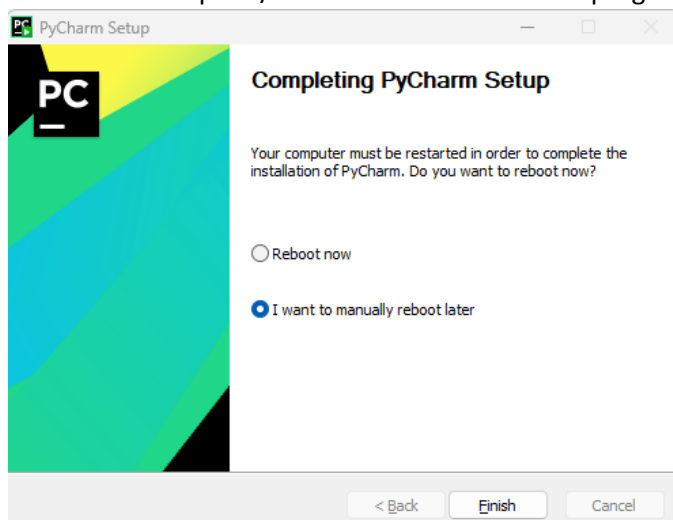 PyCharm Setup
PC
Completing PyCharm Setup
Your computer must be restarted in order to complete the
installation of PyCharm. Do you want to reboot now?
Reboot now
I want to manually reboot later
< Back
Finish
Cancel